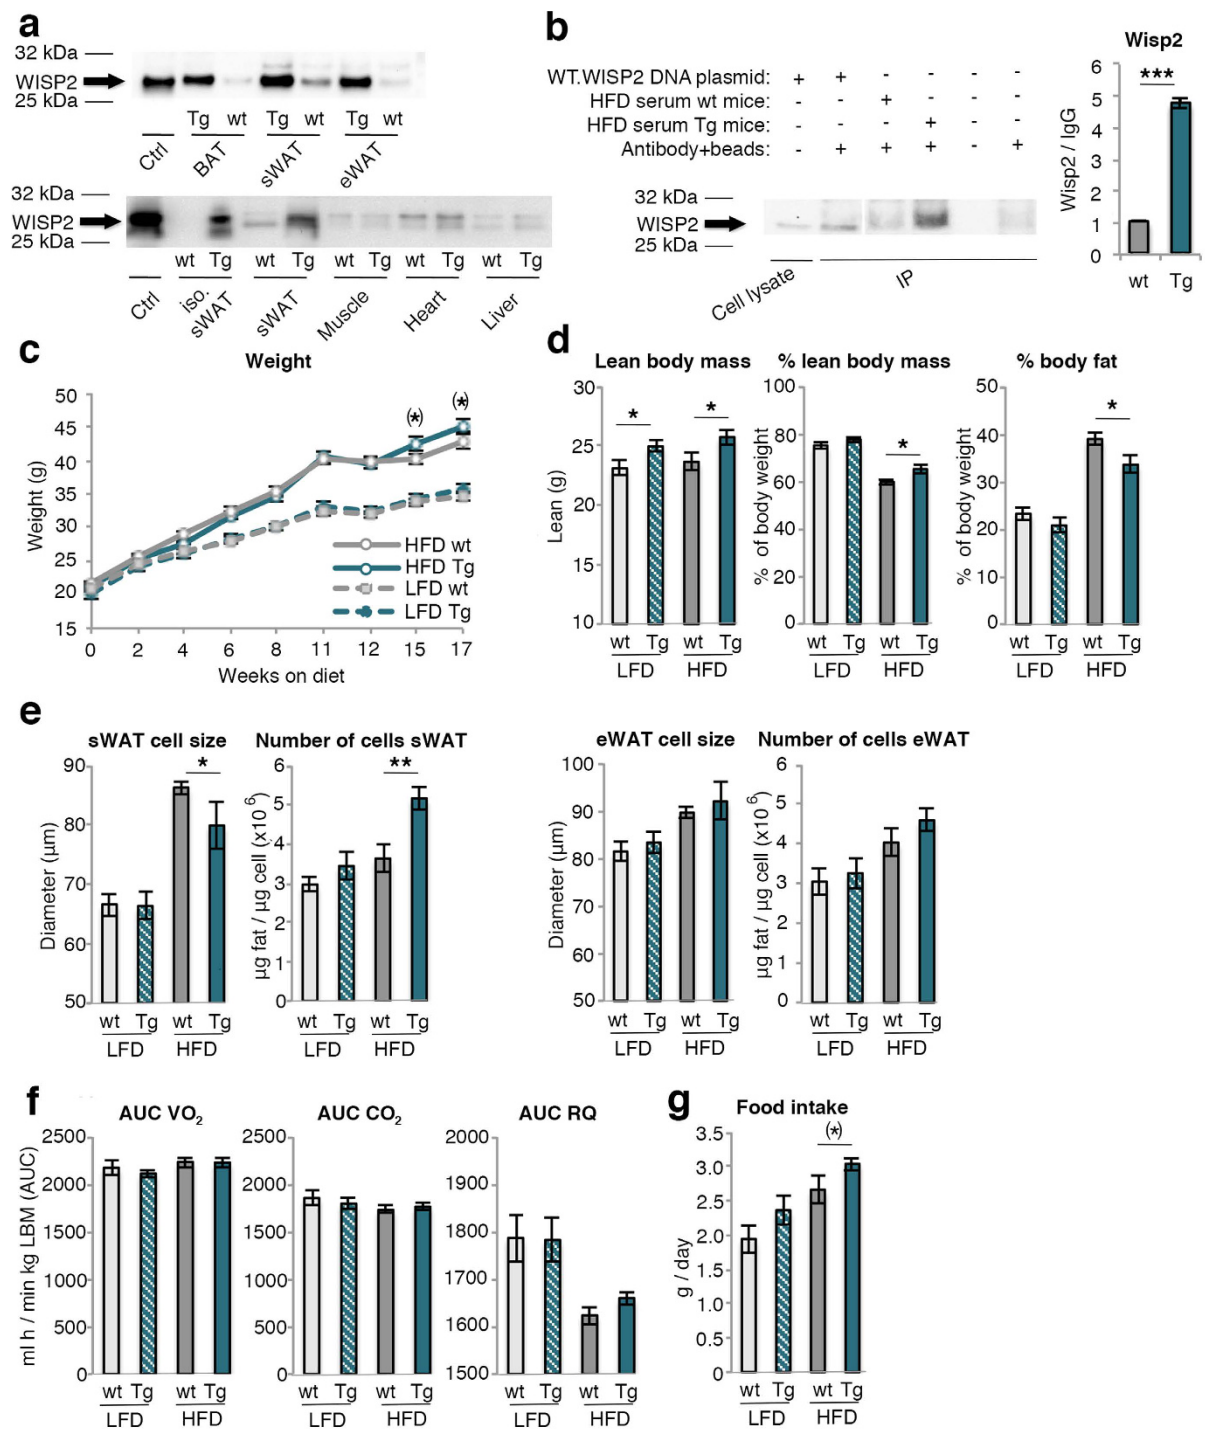 a
32 kDa
WISP2
25 kDa
Tg wt Tg wt Tg wt
Ctrl BAT sWAT eWAT
32 kDa
WISP2
25 kDa
wt Tg wt Tg wt Tg wt Tg wt Tg
Ctrl iso. sWAT sWAT Muscle Heart Liver
b
WT.WISP2 DNA plasmid: + + - - - -
HFD serum wt mice: - - + - - -
HFD serum Tg mice: - - - + - -
Antibody+beads: - + + + - +
32 kDa
WISP2
25 kDa
Cell lysate IP
Wisp2
***
Wisp2 / IgG
6
5
4
3
2
1
0
wt Tg
c
Weight
Weight (g)
50
45
40
35
30
25
20
15
(*) (*)
HFD wt
HFD Tg
LFD wt
LFD Tg
0 2 4 6 8 11 12 15 17
Weeks on diet
d
Lean body mass
Lean (g)
30
25
22
20
10
* *
wt Tg wt Tg
LFD HFD
% lean body mass
% of body weight
100
80
60
40
20
0
*
wt Tg wt Tg
LFD HFD
% body fat
% of body weight
50
40
30
20
10
0
*
wt Tg wt Tg
LFD HFD
e
sWAT cell size
Diameter (µm)
90
80
70
60
50
*
wt Tg wt Tg
LFD HFD
Number of cells sWAT
µg fat / µg cell (x10 6)
6
5
4
3
2
1
0
**
wt Tg wt Tg
LFD HFD
eWAT cell size
Diameter (µm)
100
90
80
70
60
50
wt Tg wt Tg
LFD HFD
Number of cells eWAT
µg fat / µg cell (x10 6)
6
5
4
3
2
1
0
wt Tg wt Tg
LFD HFD
f
AUC VO2
ml h / min kg LBM (AUC)
2500
2000
1500
1000
500
0
wt Tg wt Tg
LFD HFD
AUC CO2
2500
2000
1500
1000
500
0
wt Tg wt Tg
LFD HFD
AUC RQ
2000
1900
1800
1700
1600
1500
wt Tg wt Tg
LFD HFD
g
Food intake
g / day
3.5
3.0
2.5
2.0
1.0
0.5
0
(*)
wt Tg wt Tg
LFD HFD